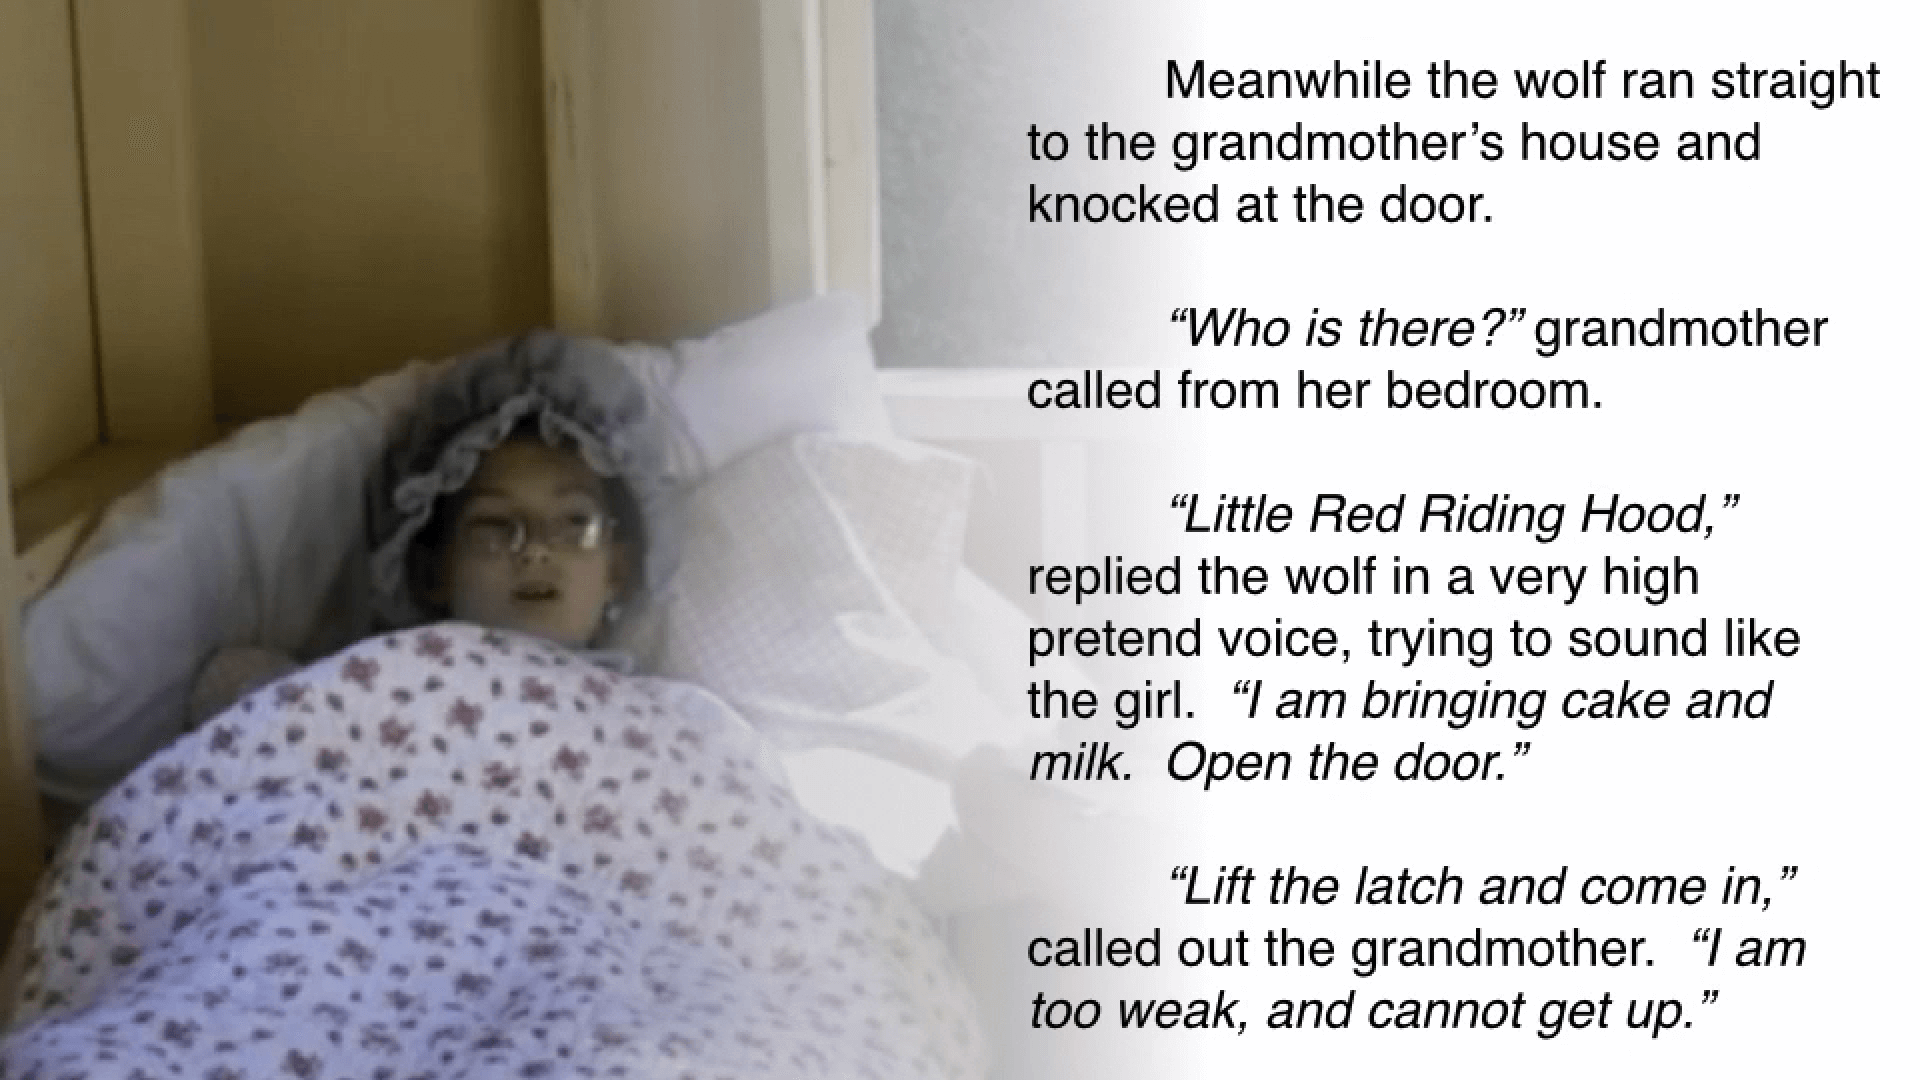 Meanwhile the wolf ran straight
to the grandmother’s house and
knocked at the door.
“Who is there?” grandmother
called from her bedroom.
“Little Red Riding Hood,”
replied the wolf in a very high
pretend voice, trying to sound like
the girl.  “I am bringing cake and
milk.  Open the door.”
“Lift the latch and come in,”
called out the grandmother.  “I am
too weak, and cannot get up.”